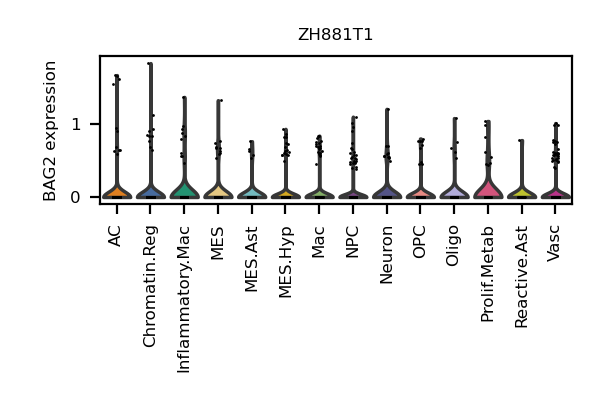 ZH881T1
BAG2 expression
1
0
AC
Chromatin.Reg
Inflammatory.Mac
MES
MES.Ast
MES.Hyp
Mac
NPC
Neuron
OPC
Oligo
Prolif.Metab
Reactive.Ast
Vasc